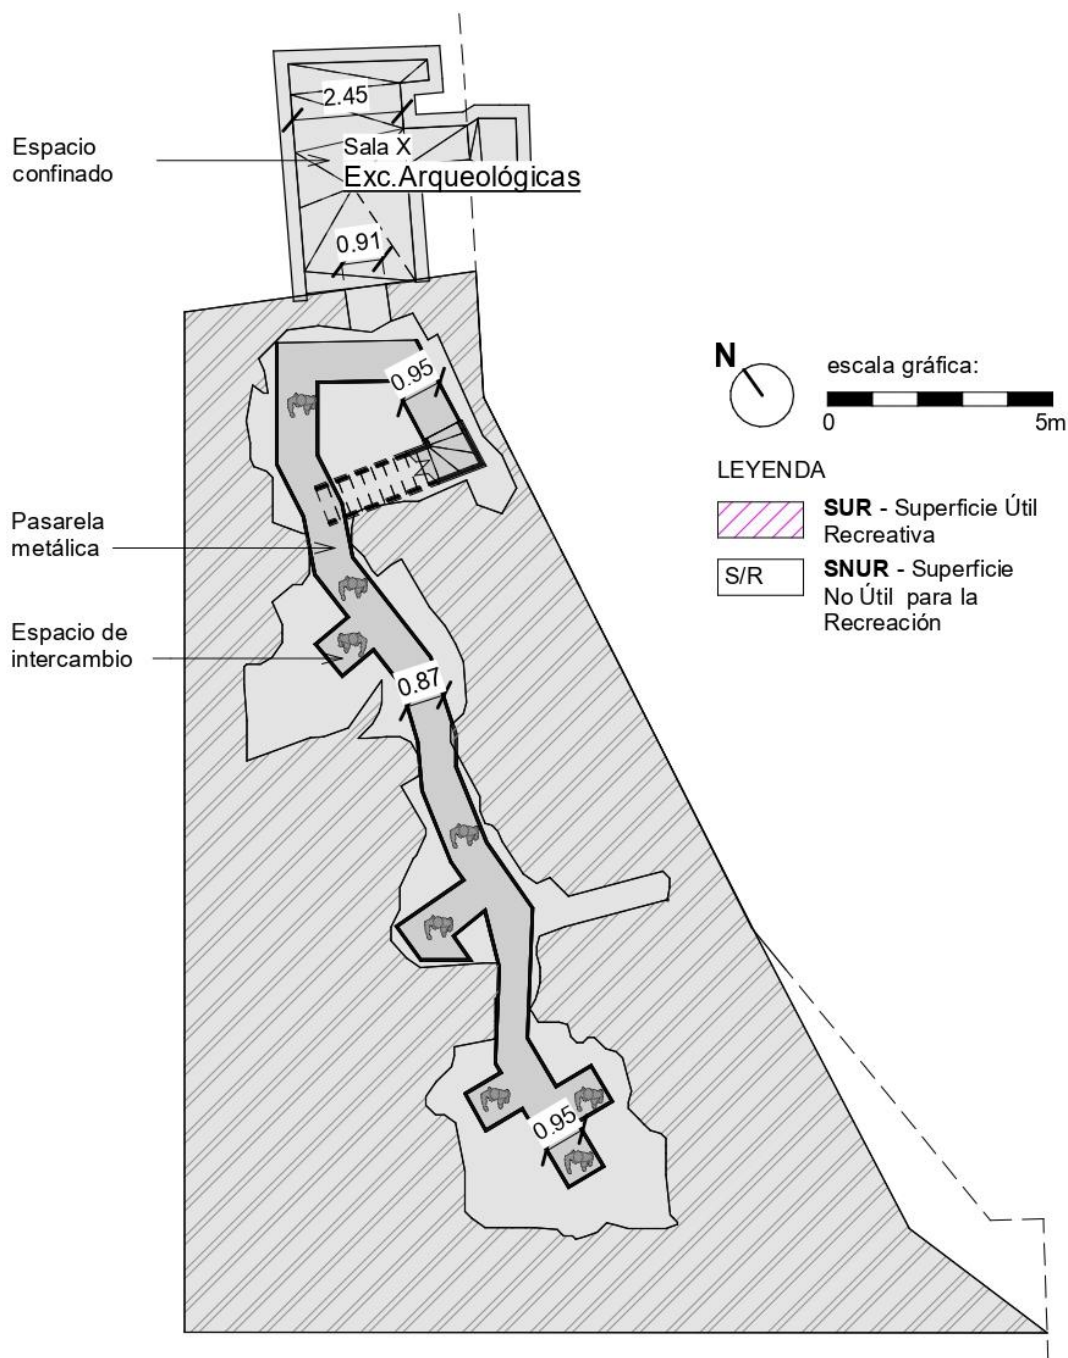 2.45
Espacio
confinado
Sala X
Exc.Arqueológicas
0.91
N
escala gráfica:
0.95
0
5m
LEYENDA
SUR - Superficie Útil
Recreativa
Pasarela
metálica
S/R
SNUR - Superficie
No Útil para la
Recreación
Espacio de
intercambio
0.87
0.95